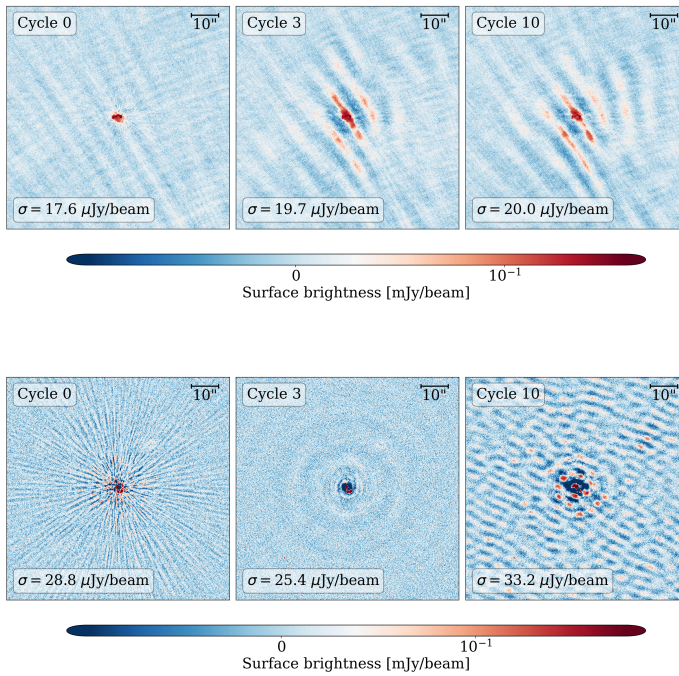 Cycle 0
10"
Cycle 3
10"
Cycle 10
10"
σ = 17.6 μJy/beam
σ = 19.7 μJy/beam
σ = 20.0 μJy/beam
0
10⁻¹
Surface brightness [mJy/beam]
Cycle 0
10"
Cycle 3
10"
Cycle 10
10"
σ = 28.8 μJy/beam
σ = 25.4 μJy/beam
σ = 33.2 μJy/beam
0
10⁻¹
Surface brightness [mJy/beam]